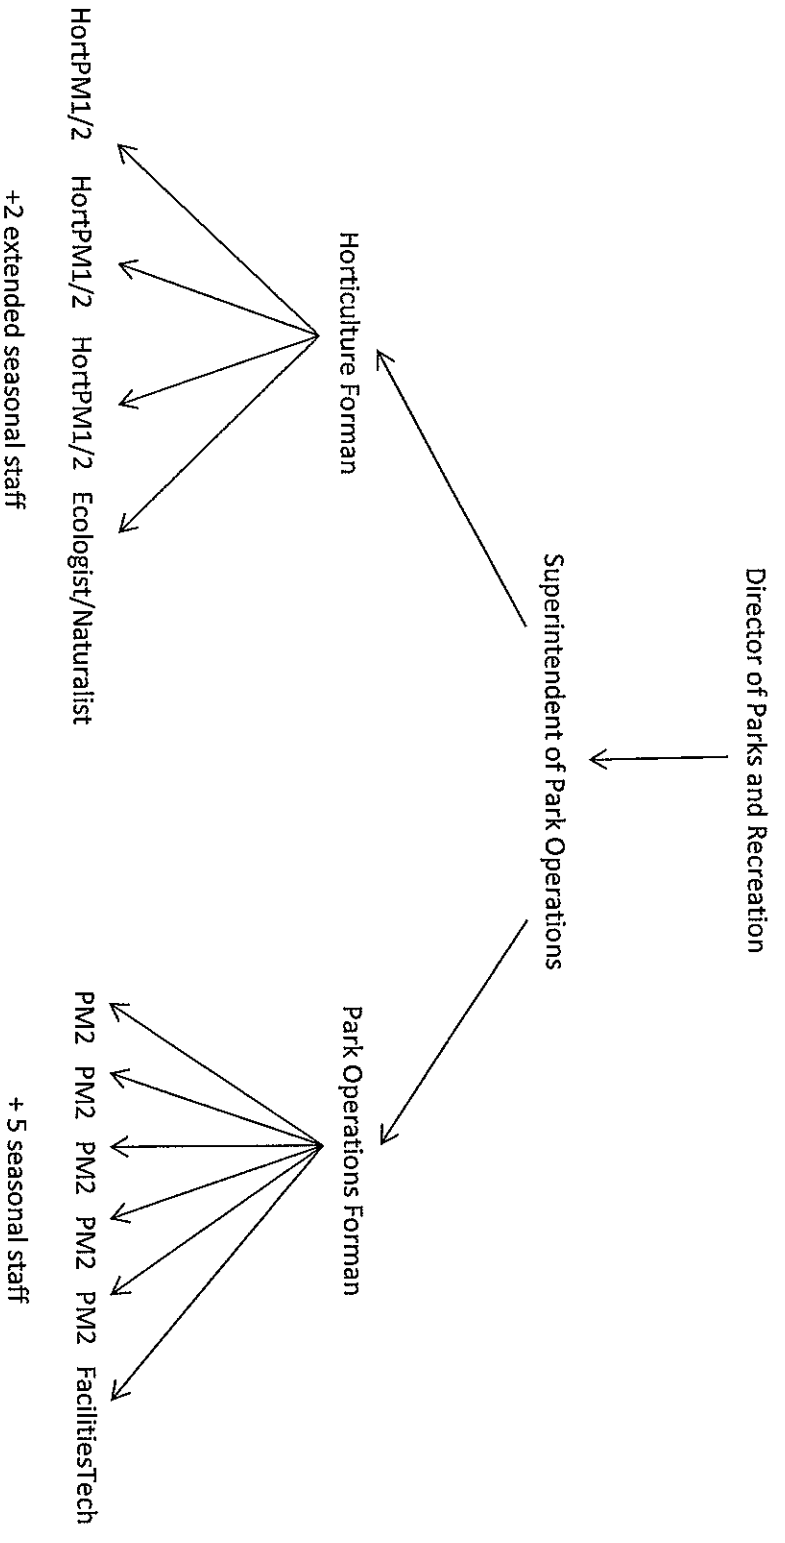 Director of Parks and Recreation
Superintendent of Park Operations
Horticulture Forman Park Operations Forman
HortPM1/2 HortPM1/2 HortPM1/2 Ecologist/Naturalist PM2 PM2 PM2 PM2 PM2 FacilitiesTech
+2 extended seasonal staff + 5 seasonal staff